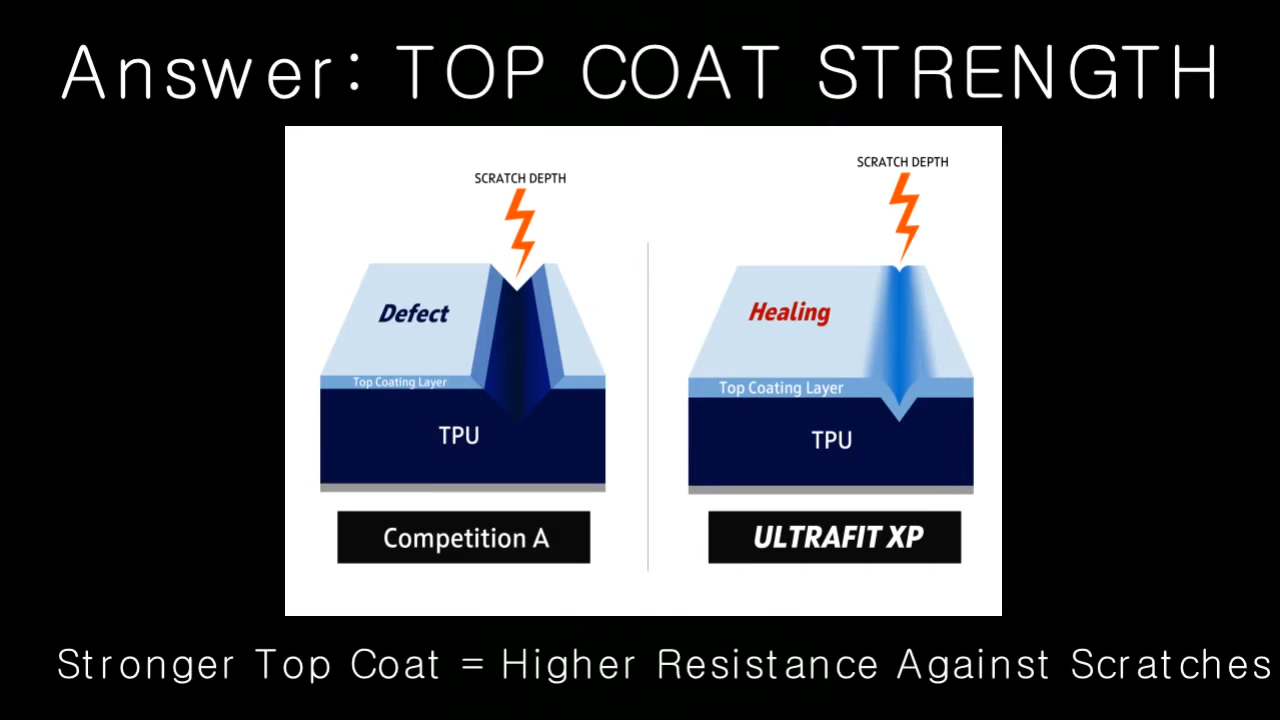 Answer: TOP COAT STRENGTH
SCRATCH DEPTH
Defect
Top Coating Layer
TPU
Competition A
SCRATCH DEPTH
Healing
Top Coating Layer
TPU
ULTRAFIT XP
Stronger Top Coat = Higher Resistance Against Scratches